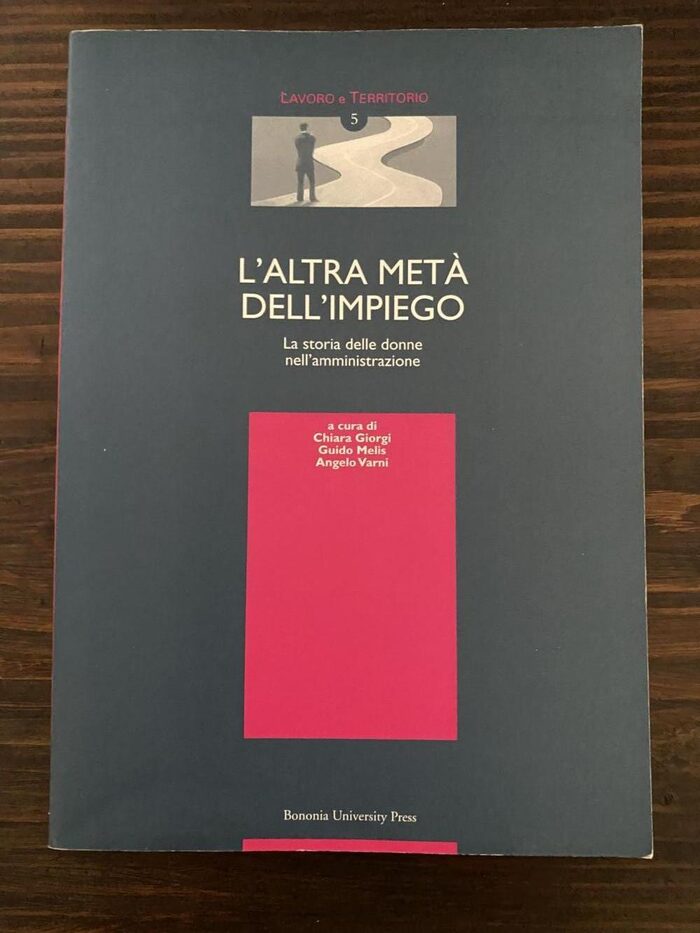 LAVORO e TERRITORIO
5
L'ALTRA METÀ
DELL'IMPIEGO
La storia delle donne
nell'amministrazione
a cura di
Chiara Giorgi
Guido Melis
Angelo Varni
Bononia University Press